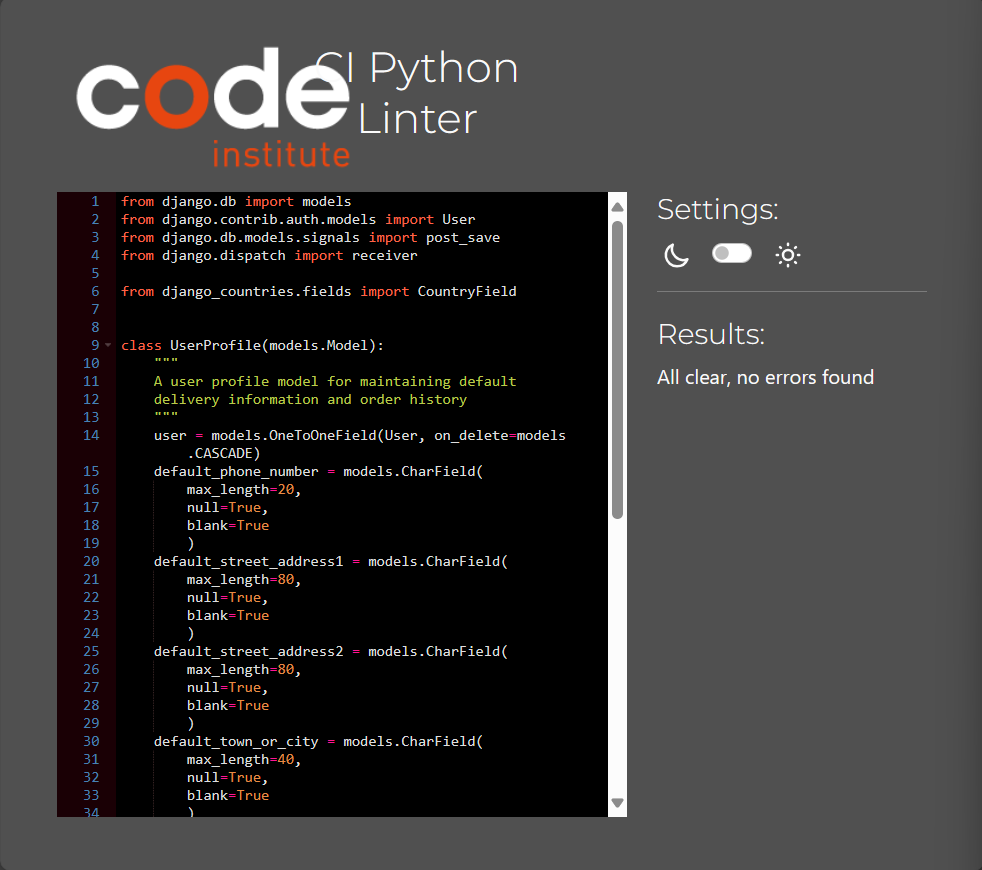 code
institute
CI Python
Linter
1 from django.db import models
2 from django.contrib.auth.models import User
3 from django.db.models.signals import post_save
4 from django.dispatch import receiver
5
6 from django_countries.fields import CountryField
7
8
9 class UserProfile(models.Model):
10 """
11 A user profile model for maintaining default
12 delivery information and order history
13 """
14 user = models.OneToOneField(User, on_delete=models
.CASCADE)
15 default_phone_number = models.CharField(
16 max_length=20,
17 null=True,
18 blank=True
19 )
20 default_street_address1 = models.CharField(
21 max_length=80,
22 null=True,
23 blank=True
24 )
25 default_street_address2 = models.CharField(
26 max_length=80,
27 null=True,
28 blank=True
29 )
30 default_town_or_city = models.CharField(
31 max_length=40,
32 null=True,
33 blank=True
34 )
Settings:
Results:
All clear, no errors found